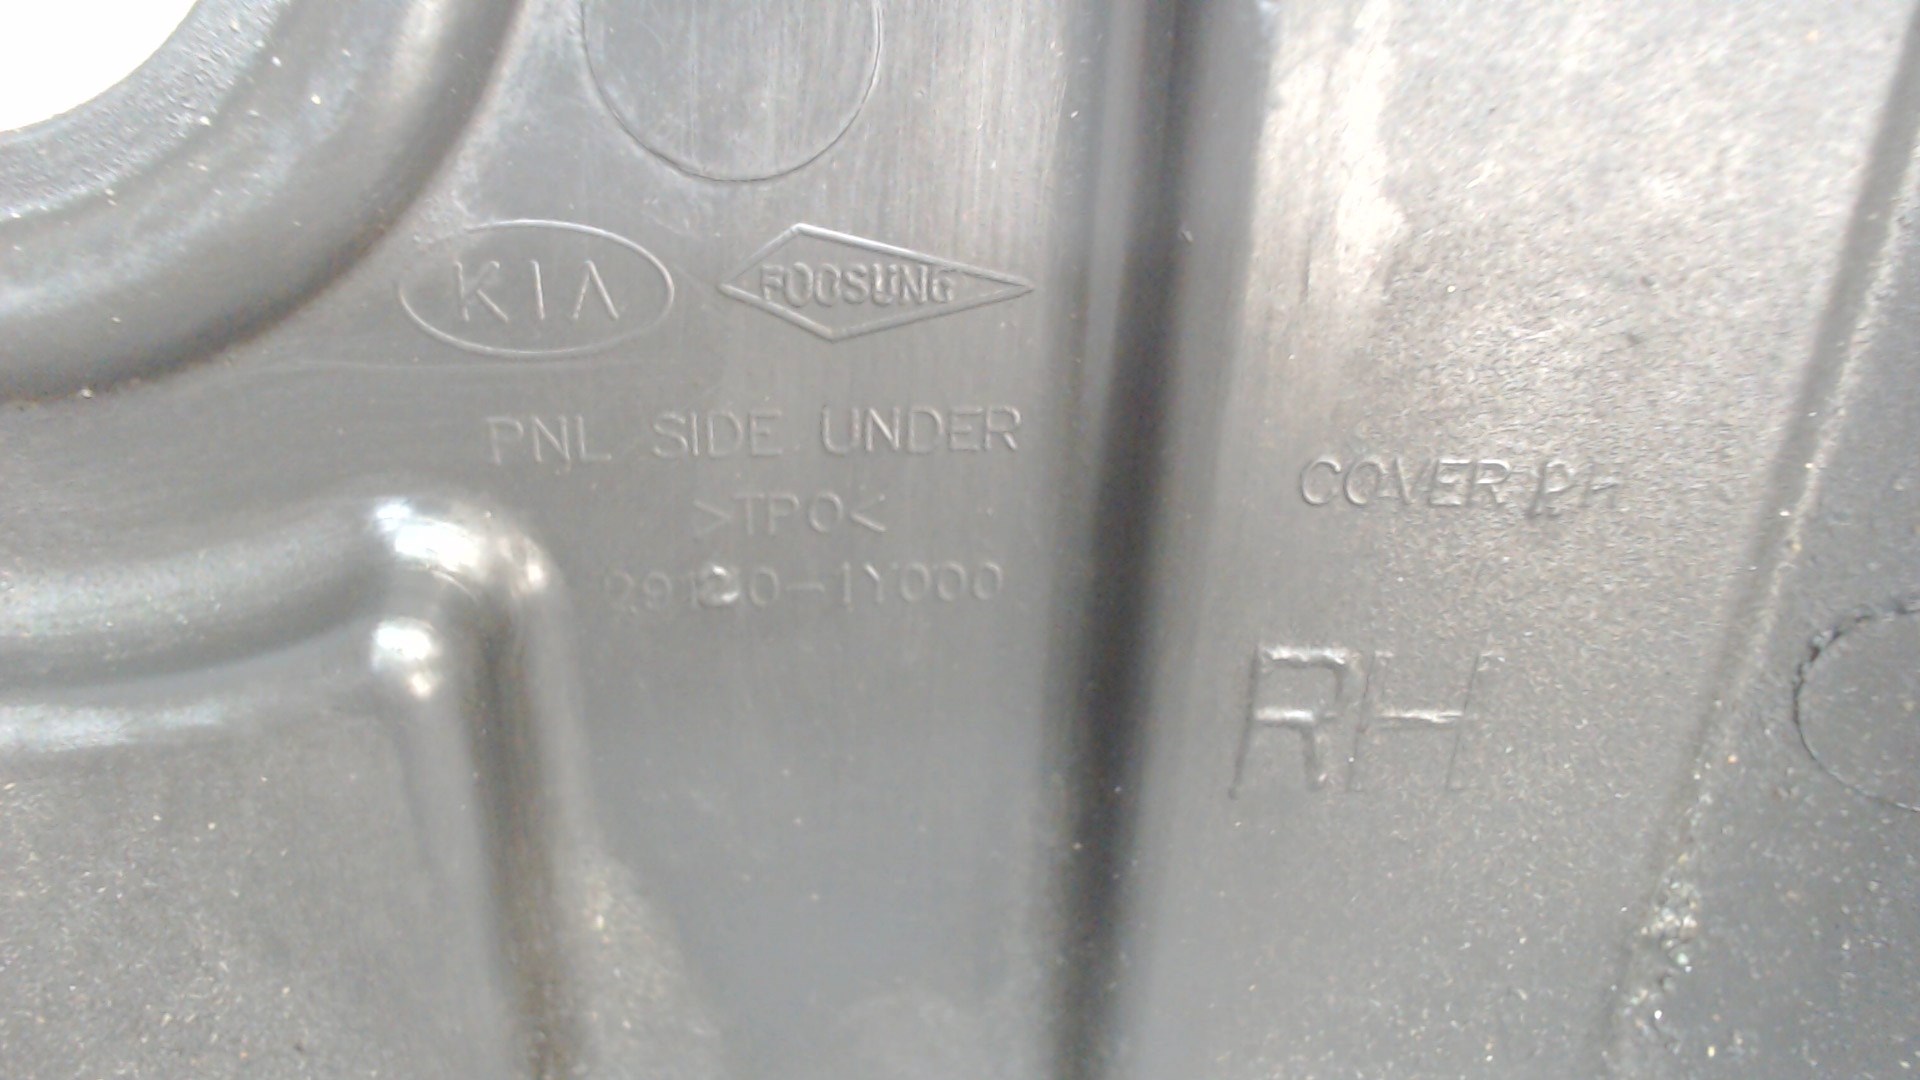 KIA FOOSUNG
PNL SIDE UNDER COVER RH
>TPO<
29120-1Y000
RH